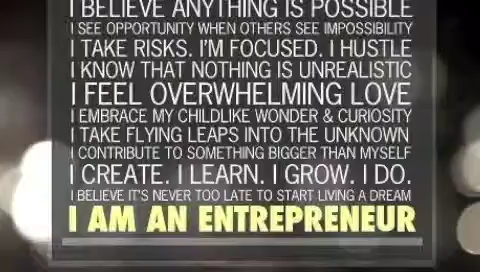 I BELIEVE ANYTHING IS POSSIBLE
I SEE OPPORTUNITY WHEN OTHERS SEE IMPOSSIBILITY
I TAKE RISKS. I'M FOCUSED. I HUSTLE
I KNOW THAT NOTHING IS UNREALISTIC
I FEEL OVERWHELMING LOVE
I EMBRACE MY CHILDLIKE WONDER & CURIOSITY
I TAKE FLYING LEAPS INTO THE UNKNOWN
I CONTRIBUTE TO SOMETHING BIGGER THAN MYSELF
I CREATE. I LEARN. I GROW. I DO.
I BELIEVE IT'S NEVER TOO LATE TO START LIVING A DREAM
I AM AN ENTREPRENEUR